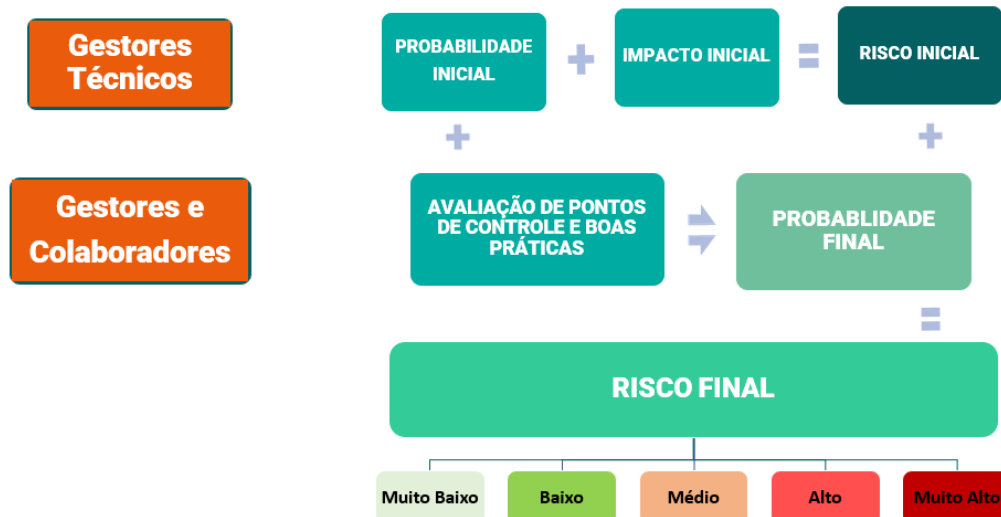 Gestores
Técnicos
PROBABILIDADE
INICIAL
+
IMPACTO INICIAL
=
RISCO INICIAL
+
+
Gestores e
Colaboradores
AVALIAÇÃO DE PONTOS
DE CONTROLE E BOAS
PRÁTICAS
PROBABLIDADE
FINAL
=
RISCO FINAL
Muito Baixo
Baixo
Médio
Alto
Muito Alto